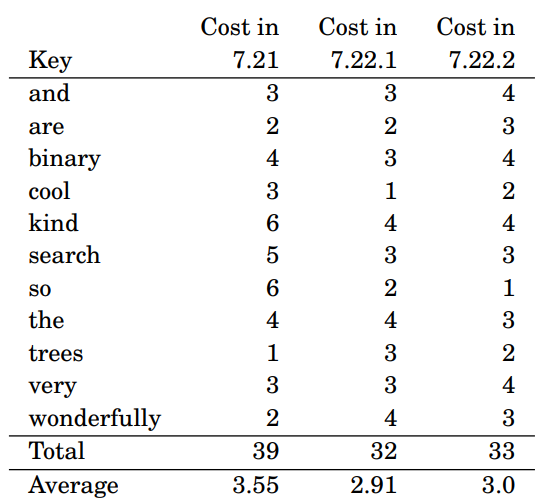 Cost in Cost in Cost in
Key 7.21 7.22.1 7.22.2
and 3 3 4
are 2 2 3
binary 4 3 4
cool 3 1 2
kind 6 4 4
search 5 3 3
so 6 2 1
the 4 4 3
trees 1 3 2
very 3 3 4
wonderfully 2 4 3
Total 39 32 33
Average 3.55 2.91 3.0